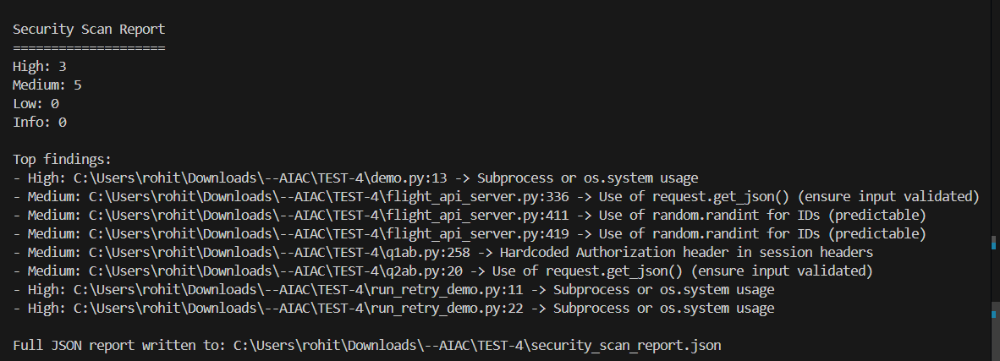 Security Scan Report
====================
High: 3
Medium: 5
Low: 0
Info: 0
Top findings:
- High: C:\Users\rohit\Downloads\--AIAC\TEST-4\demo.py:13 -> Subprocess or os.system usage
- Medium: C:\Users\rohit\Downloads\--AIAC\TEST-4\flight_api_server.py:336 -> Use of request.get_json() (ensure input validated)
- Medium: C:\Users\rohit\Downloads\--AIAC\TEST-4\flight_api_server.py:411 -> Use of random.randint for IDs (predictable)
- Medium: C:\Users\rohit\Downloads\--AIAC\TEST-4\flight_api_server.py:419 -> Use of random.randint for IDs (predictable)
- Medium: C:\Users\rohit\Downloads\--AIAC\TEST-4\q1ab.py:258 -> Hardcoded Authorization header in session headers
- Medium: C:\Users\rohit\Downloads\--AIAC\TEST-4\q2ab.py:20 -> Use of request.get_json() (ensure input validated)
- High: C:\Users\rohit\Downloads\--AIAC\TEST-4\run_retry_demo.py:11 -> Subprocess or os.system usage
- High: C:\Users\rohit\Downloads\--AIAC\TEST-4\run_retry_demo.py:22 -> Subprocess or os.system usage
Full JSON report written to: C:\Users\rohit\Downloads\--AIAC\TEST-4\security_scan_report.json